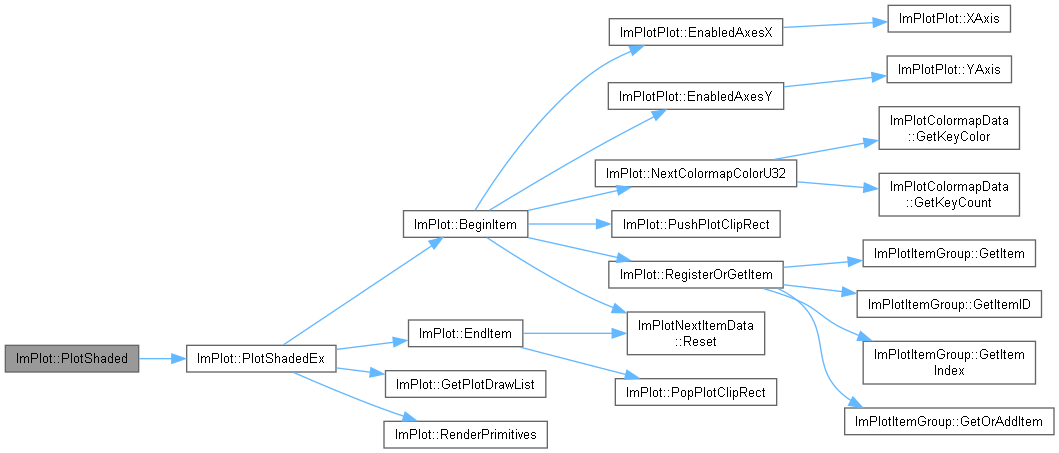 ImPlot::PlotShaded
ImPlot::PlotShadedEx
ImPlot::BeginItem
ImPlot::EndItem
ImPlot::GetPlotDrawList
ImPlot::RenderPrimitives
ImPlotPlot::EnabledAxesX
ImPlotPlot::EnabledAxesY
ImPlot::NextColormapColorU32
ImPlot::PushPlotClipRect
ImPlot::RegisterOrGetItem
ImPlotNextItemData
::Reset
ImPlot::PopPlotClipRect
ImPlotPlot::XAxis
ImPlotPlot::YAxis
ImPlotColormapData
::GetKeyColor
ImPlotColormapData
::GetKeyCount
ImPlotItemGroup::GetItem
ImPlotItemGroup::GetItemID
ImPlotItemGroup::GetItem
Index
ImPlotItemGroup::GetOrAddItem